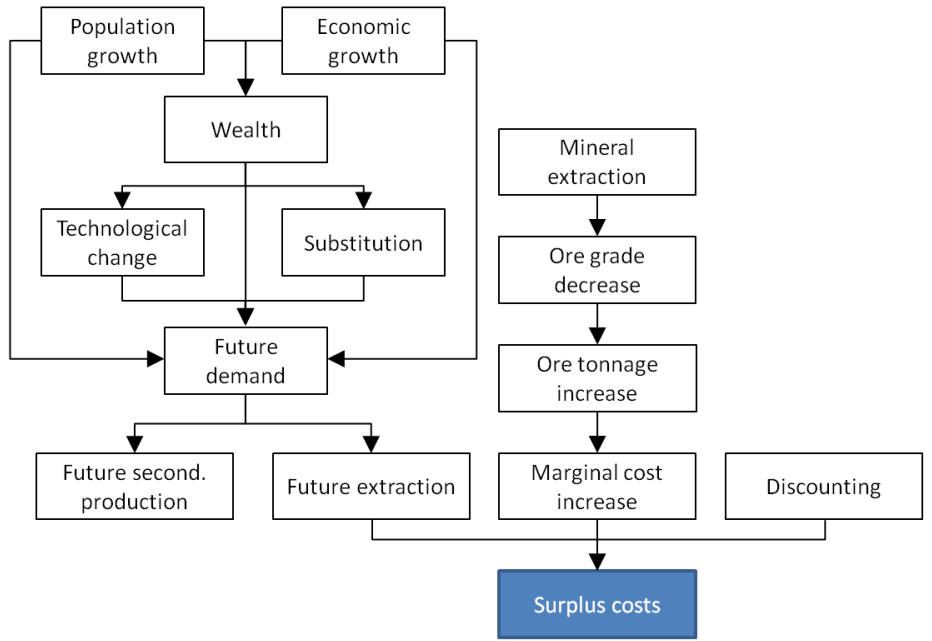 Population
growth
Economic
growth
Wealth
Mineral
extraction
Technological
change
Substitution
Ore grade
decrease
Future
demand
Ore tonnage
increase
Future second.
production
Future extraction
Marginal cost
increase
Discounting
Surplus costs